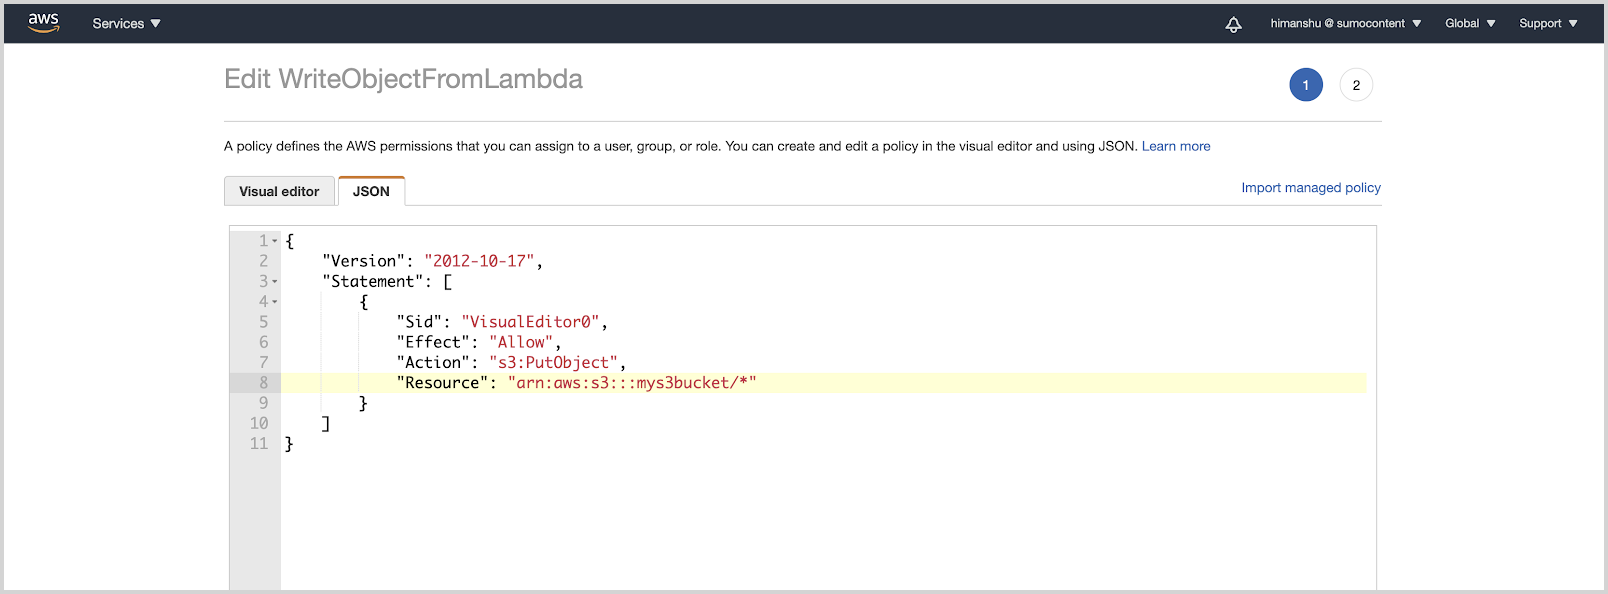 aws Services himanshu @ sumocontent Global Support
Edit WriteObjectFromLambda 1 2
A policy defines the AWS permissions that you can assign to a user, group, or role. You can create and edit a policy in the visual editor and using JSON. Learn more
Visual editor JSON Import managed policy
1 {
2 "Version": "2012-10-17",
3 "Statement": [
4 {
5 "Sid": "VisualEditor0",
6 "Effect": "Allow",
7 "Action": "s3:PutObject",
8 "Resource": "arn:aws:s3:::mys3bucket/*"
9 }
10 ]
11 }